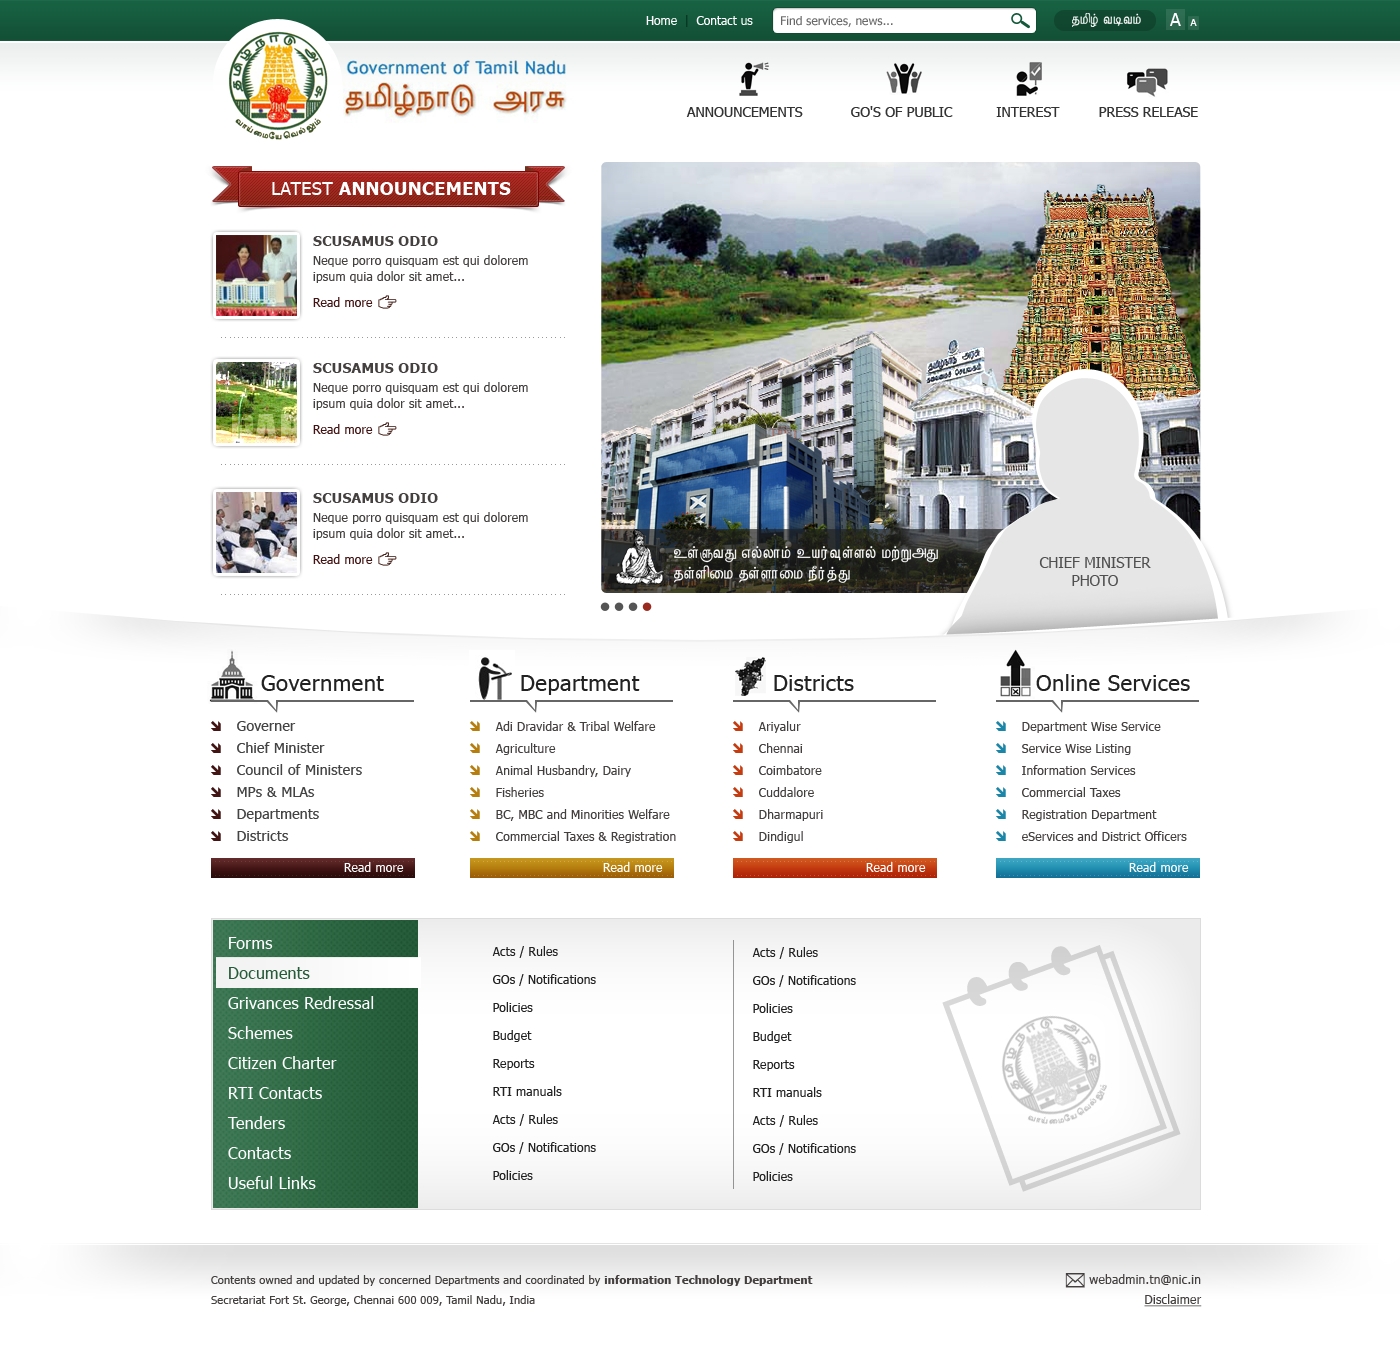 Home
Contact us
Find services, news...
தமிழ் வடிவம்
A A
தமிழ்நாடு அரசு
வாய்மையே வெல்லும்
Government of Tamil Nadu
தமிழ்நாடு அரசு
ANNOUNCEMENTS
GO'S OF PUBLIC
INTEREST
PRESS RELEASE
LATEST ANNOUNCEMENTS
SCUSAMUS ODIO
Neque porro quisquam est qui dolorem
ipsum quia dolor sit amet...
Read more
SCUSAMUS ODIO
Neque porro quisquam est qui dolorem
ipsum quia dolor sit amet...
Read more
SCUSAMUS ODIO
Neque porro quisquam est qui dolorem
ipsum quia dolor sit amet...
Read more
தமிழ்நாடு அரசு
தலைமைச் செயலகம்
உள்ளுவது எல்லாம் உயர்வுள்ளல் மற்றுஅது
தள்ளிமை தள்ளாமை நீர்த்து
CHIEF MINISTER
PHOTO
Government
Governer
Chief Minister
Council of Ministers
MPs & MLAs
Departments
Districts
Read more
Department
Adi Dravidar & Tribal Welfare
Agriculture
Animal Husbandry, Dairy
Fisheries
BC, MBC and Minorities Welfare
Commercial Taxes & Registration
Read more
Districts
Ariyalur
Chennai
Coimbatore
Cuddalore
Dharmapuri
Dindigul
Read more
Online Services
Department Wise Service
Service Wise Listing
Information Services
Commercial Taxes
Registration Department
eServices and District Officers
Read more
Forms
Documents
Grivances Redressal
Schemes
Citizen Charter
RTI Contacts
Tenders
Contacts
Useful Links
Acts / Rules
GOs / Notifications
Policies
Budget
Reports
RTI manuals
Acts / Rules
GOs / Notifications
Policies
Acts / Rules
GOs / Notifications
Policies
Budget
Reports
RTI manuals
Acts / Rules
GOs / Notifications
Policies
தமிழ்நாடு அரசு
வாய்மையே வெல்லும்
Contents owned and updated by concerned Departments and coordinated by information Technology Department
Secretariat Fort St. George, Chennai 600 009, Tamil Nadu, India
webadmin.tn@nic.in
Disclaimer